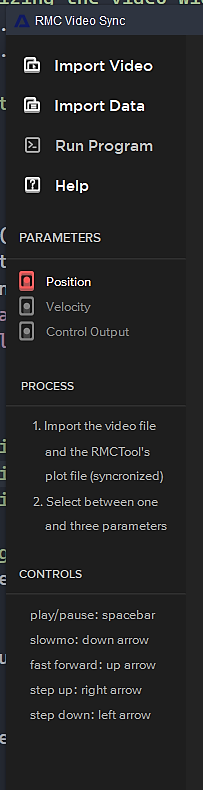 izing the video wid
RMC Video Sync
Import Video
Import Data
Run Program
Help
PARAMETERS
Position
Velocity
Control Output
PROCESS
1. Import the video file
and the RMCTool's
plot file (syncronized)
2. Select between one
and three parameters
CONTROLS
play/pause: spacebar
slowmo: down arrow
fast forward: up arrow
step up: right arrow
step down: left arrow